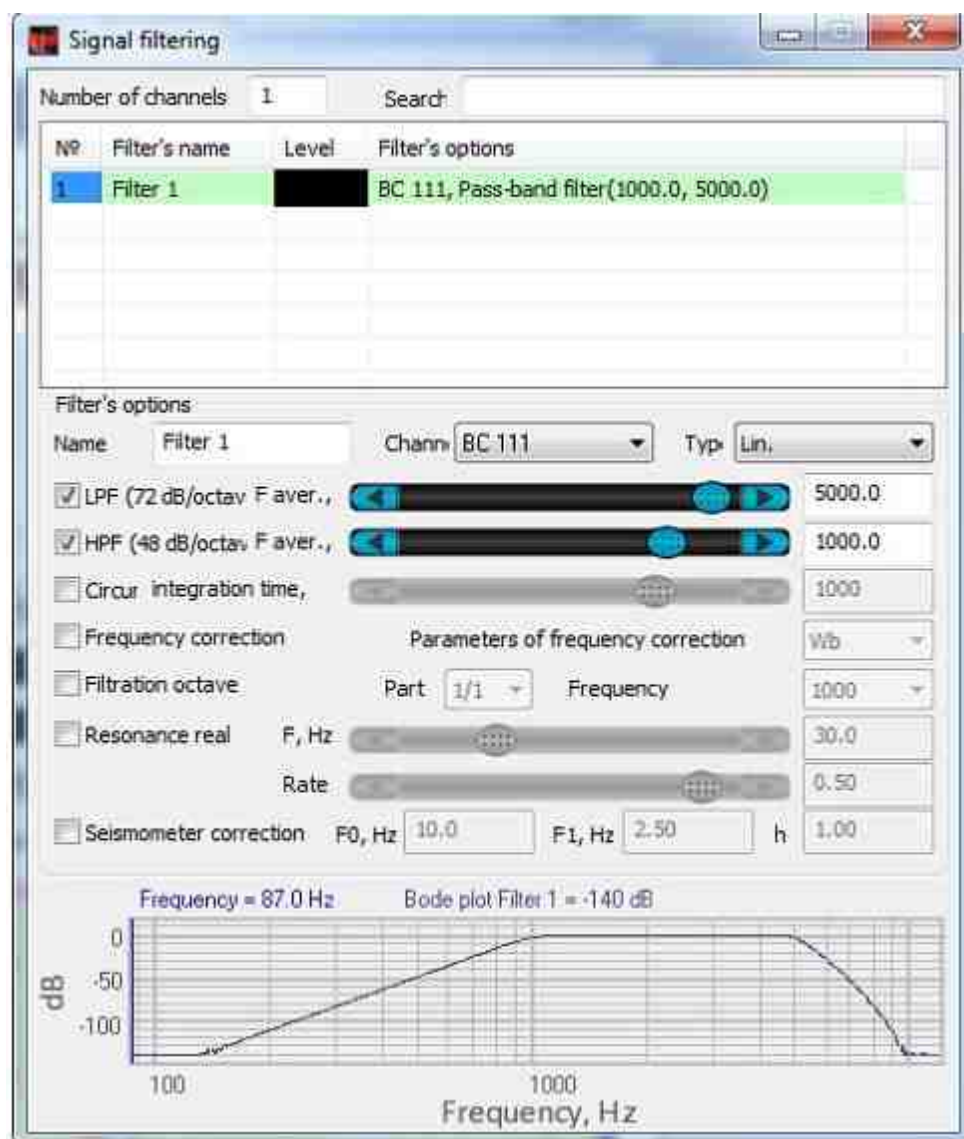 Signal filtering
Number of channels 1 Search
Nº Filter's name Level Filter's options
1 Filter 1 BC 111, Pass-band filter(1000.0, 5000.0)
Filter's options
Name Filter 1 Chann BC 111 Typ Lin.
LPF (72 dB/octav F aver., 5000.0
HPF (48 dB/octav F aver., 1000.0
Circur integration time, 1000
Frequency correction Parameters of frequency correction Wb
Filtration octave Part 1/1 Frequency 1000
Resonance real F, Hz 30.0
Rate 0.50
Seismometer correction F0, Hz 10.0 F1, Hz 2.50 h 1.00
Frequency = 87.0 Hz Bode plot Filter 1 = -140 dB
0
-50
-100
dB
100 1000
Frequency, Hz